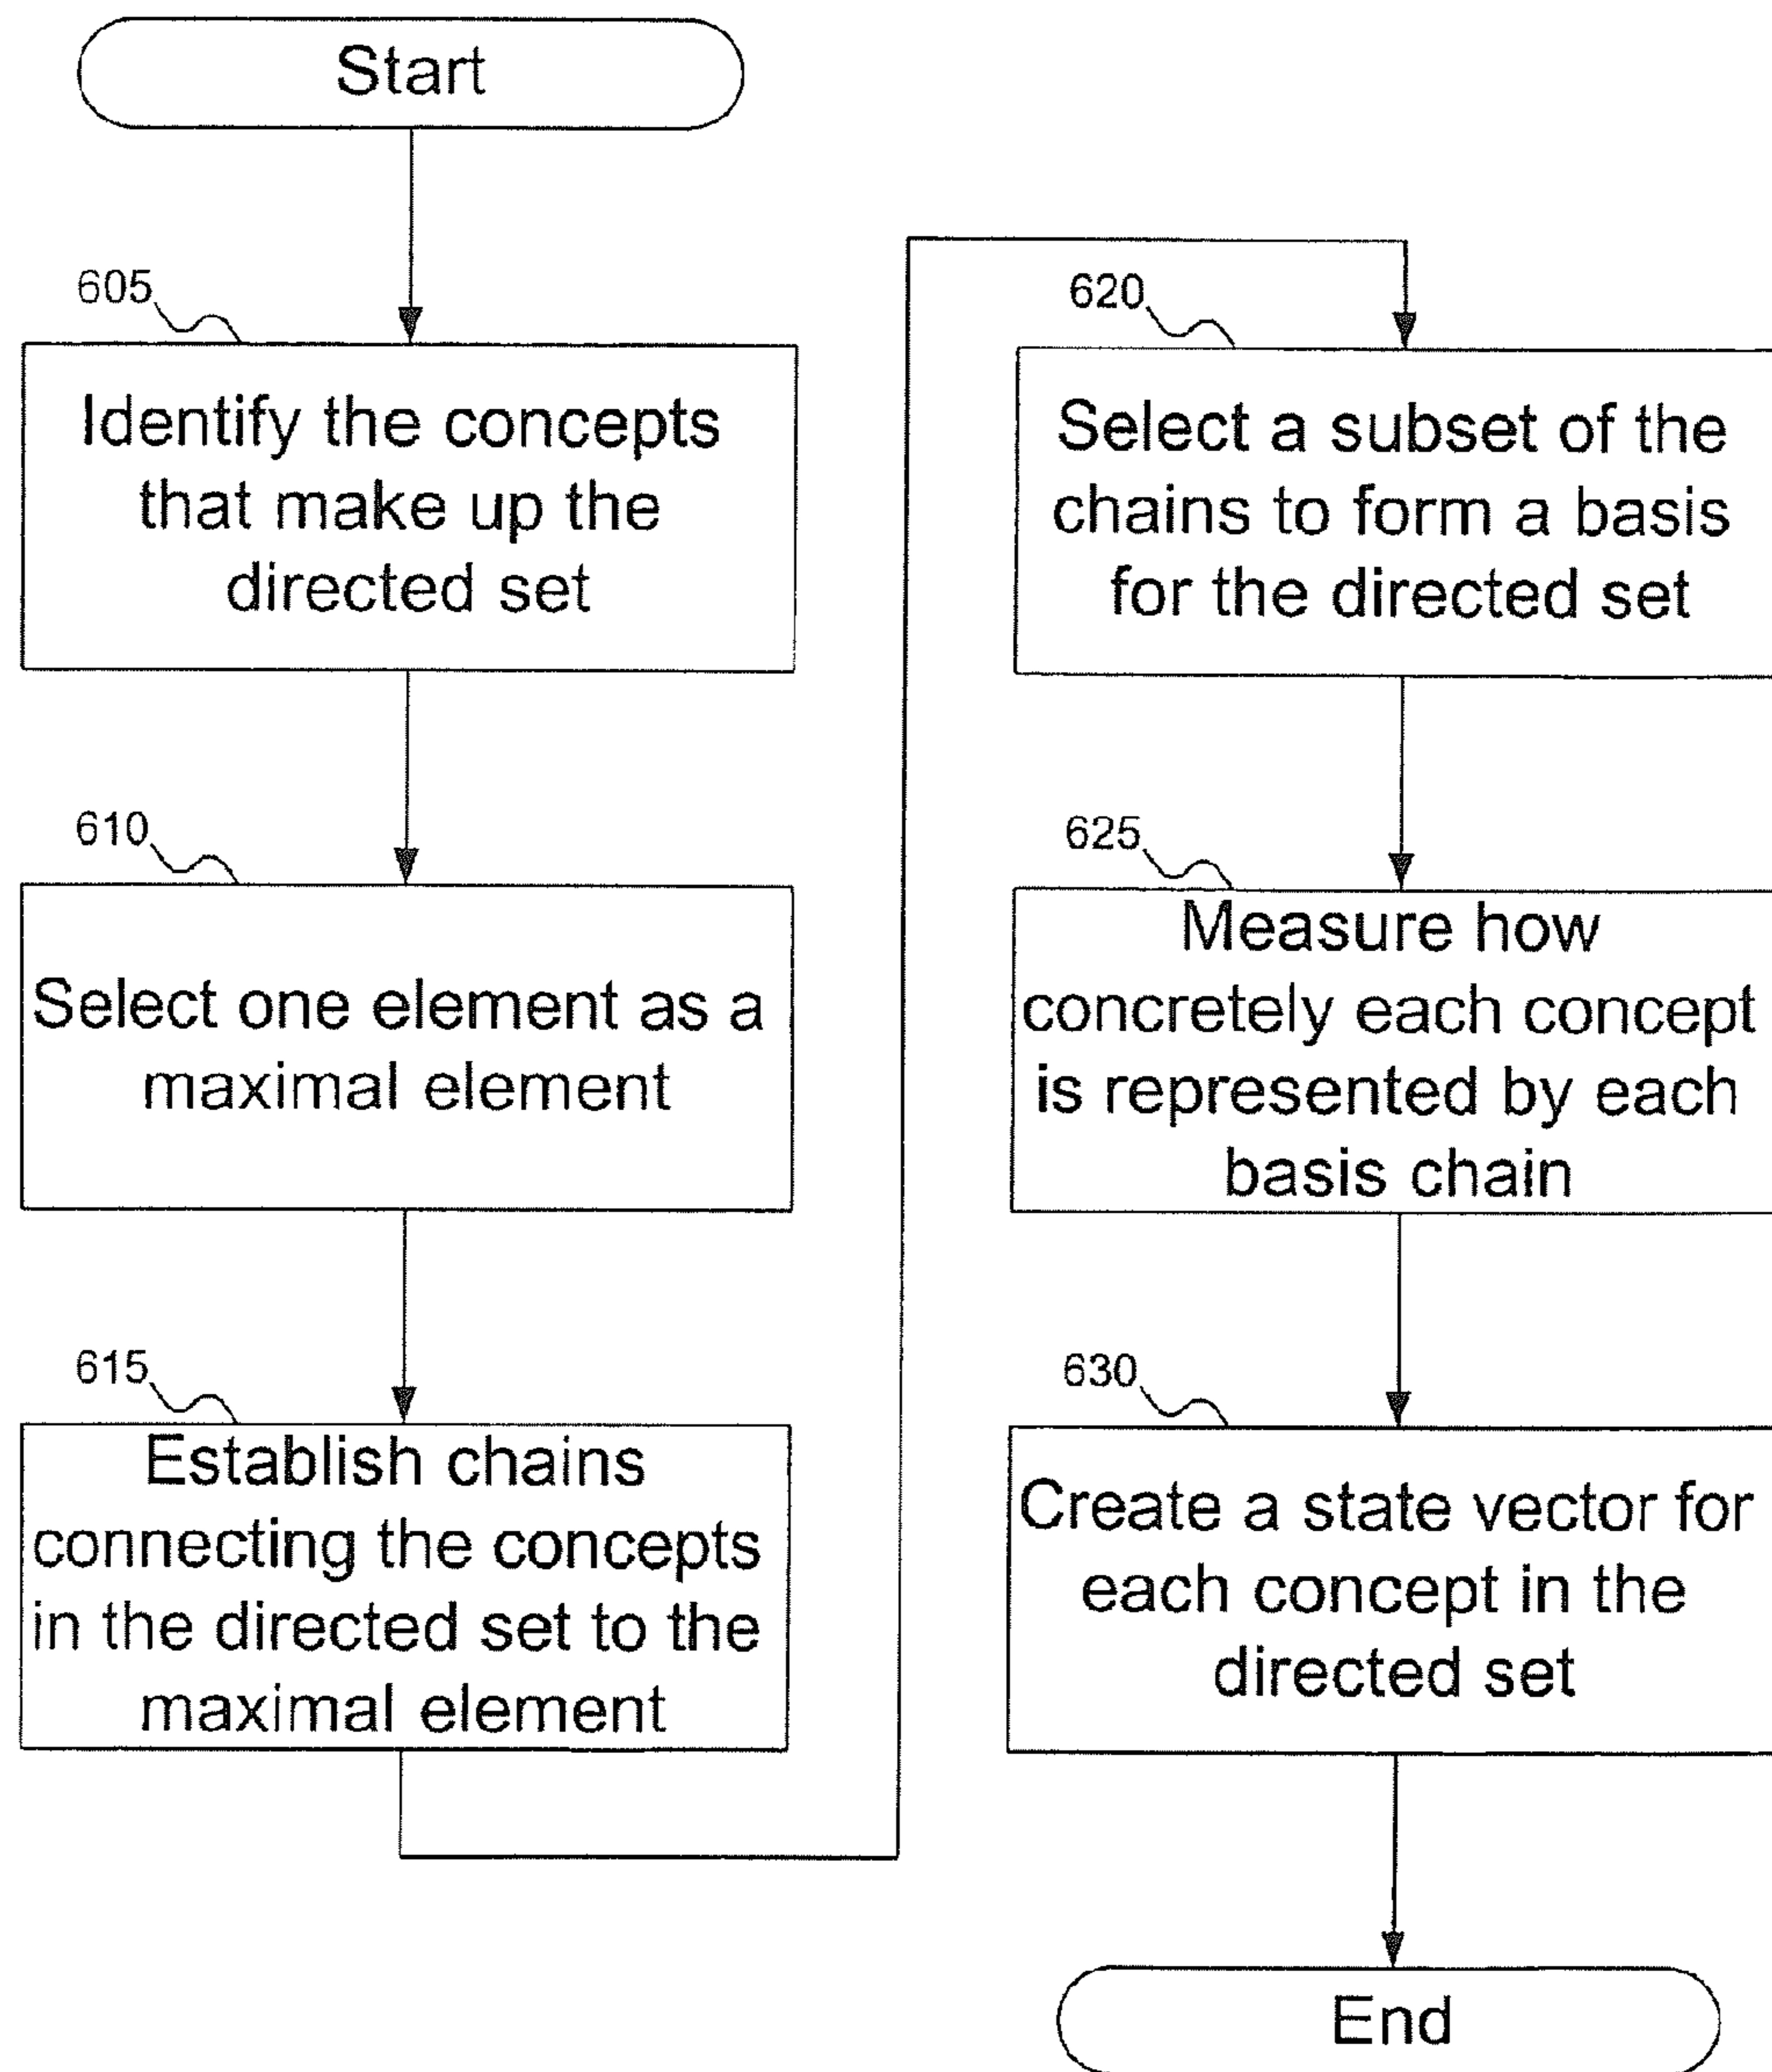 Start
605
Identify the concepts
that make up the
directed set
610
Select one element as a
maximal element
615
Establish chains
connecting the concepts
in the directed set to the
maximal element
620
Select a subset of the
chains to form a basis
for the directed set
625
Measure how
concretely each concept
is represented by each
basis chain
630
Create a state vector for
each concept in the
directed set
End